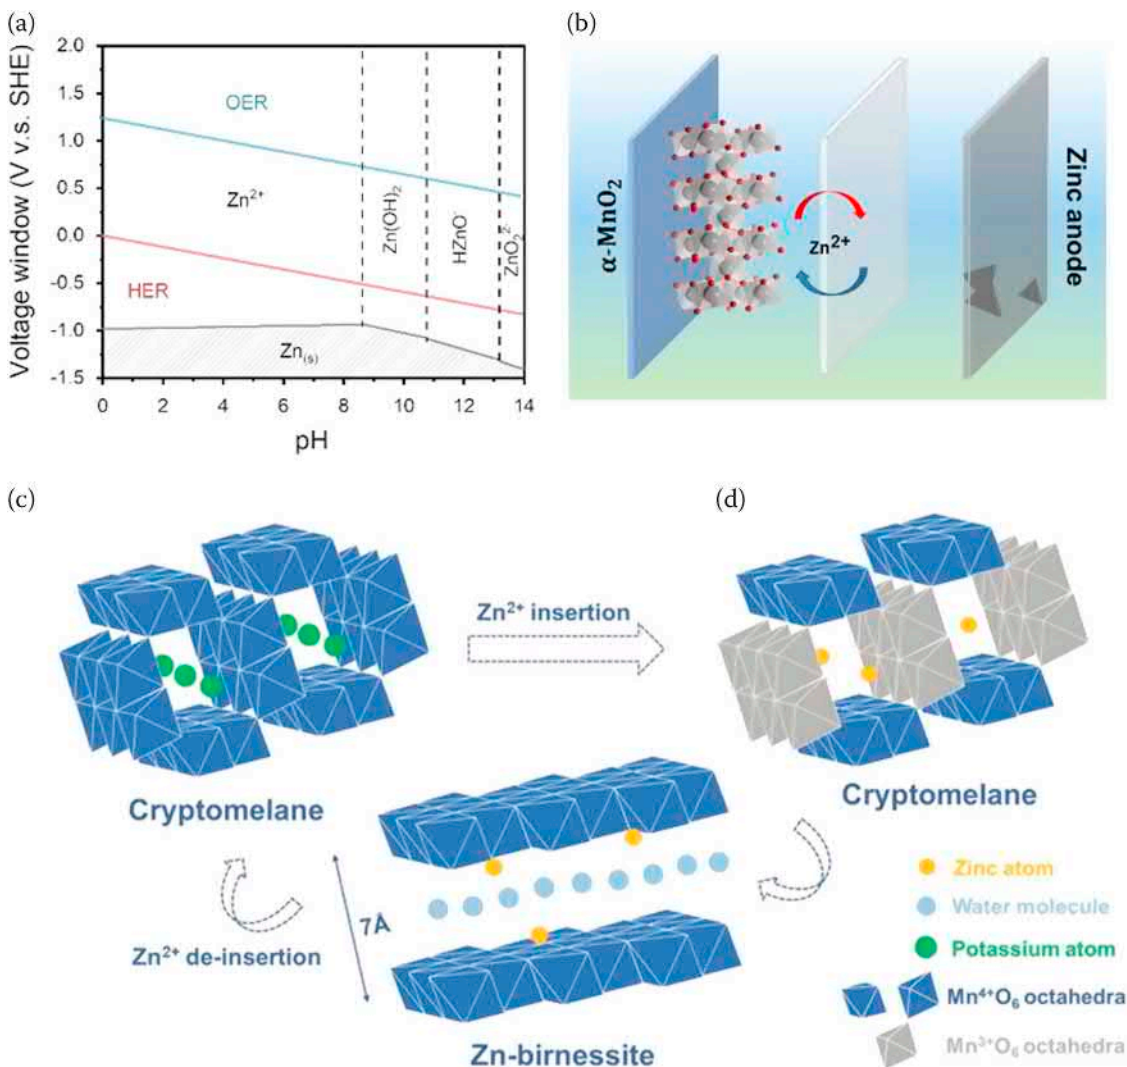 (a)
Voltage window (V v.s. SHE)
2.0
1.5
1.0
0.5
0.0
-0.5
-1.0
-1.5
OER
Zn²⁺
HER
Zn(s)
Zn(OH)₂
HZnO⁻
ZnO₂²⁻
0 2 4 6 8 10 12 14
pH
(b)
α-MnO₂
Zn²⁺
Zinc anode
(c)
Cryptomelane
Zn²⁺ insertion
(d)
Cryptomelane
Zn²⁺ de-insertion
7Å
Zn-birnessite
Zinc atom
Water molecule
Potassium atom
Mn⁴⁺O₆ octahedra
Mn³⁺O₆ octahedra